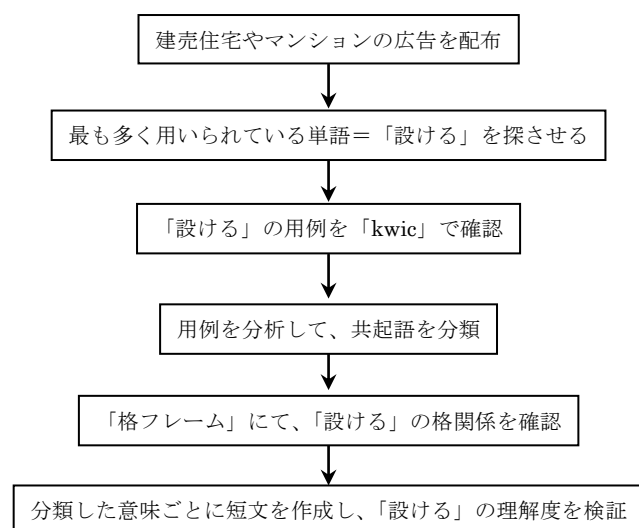 建売住宅やマンションの広告を配布
最も多く用いられている単語＝「設ける」を探させる
「設ける」の用例を「kwic」で確認
用例を分析して、共起語を分類
「格フレーム」にて、「設ける」の格関係を確認
分類した意味ごとに短文を作成し、「設ける」の理解度を検証